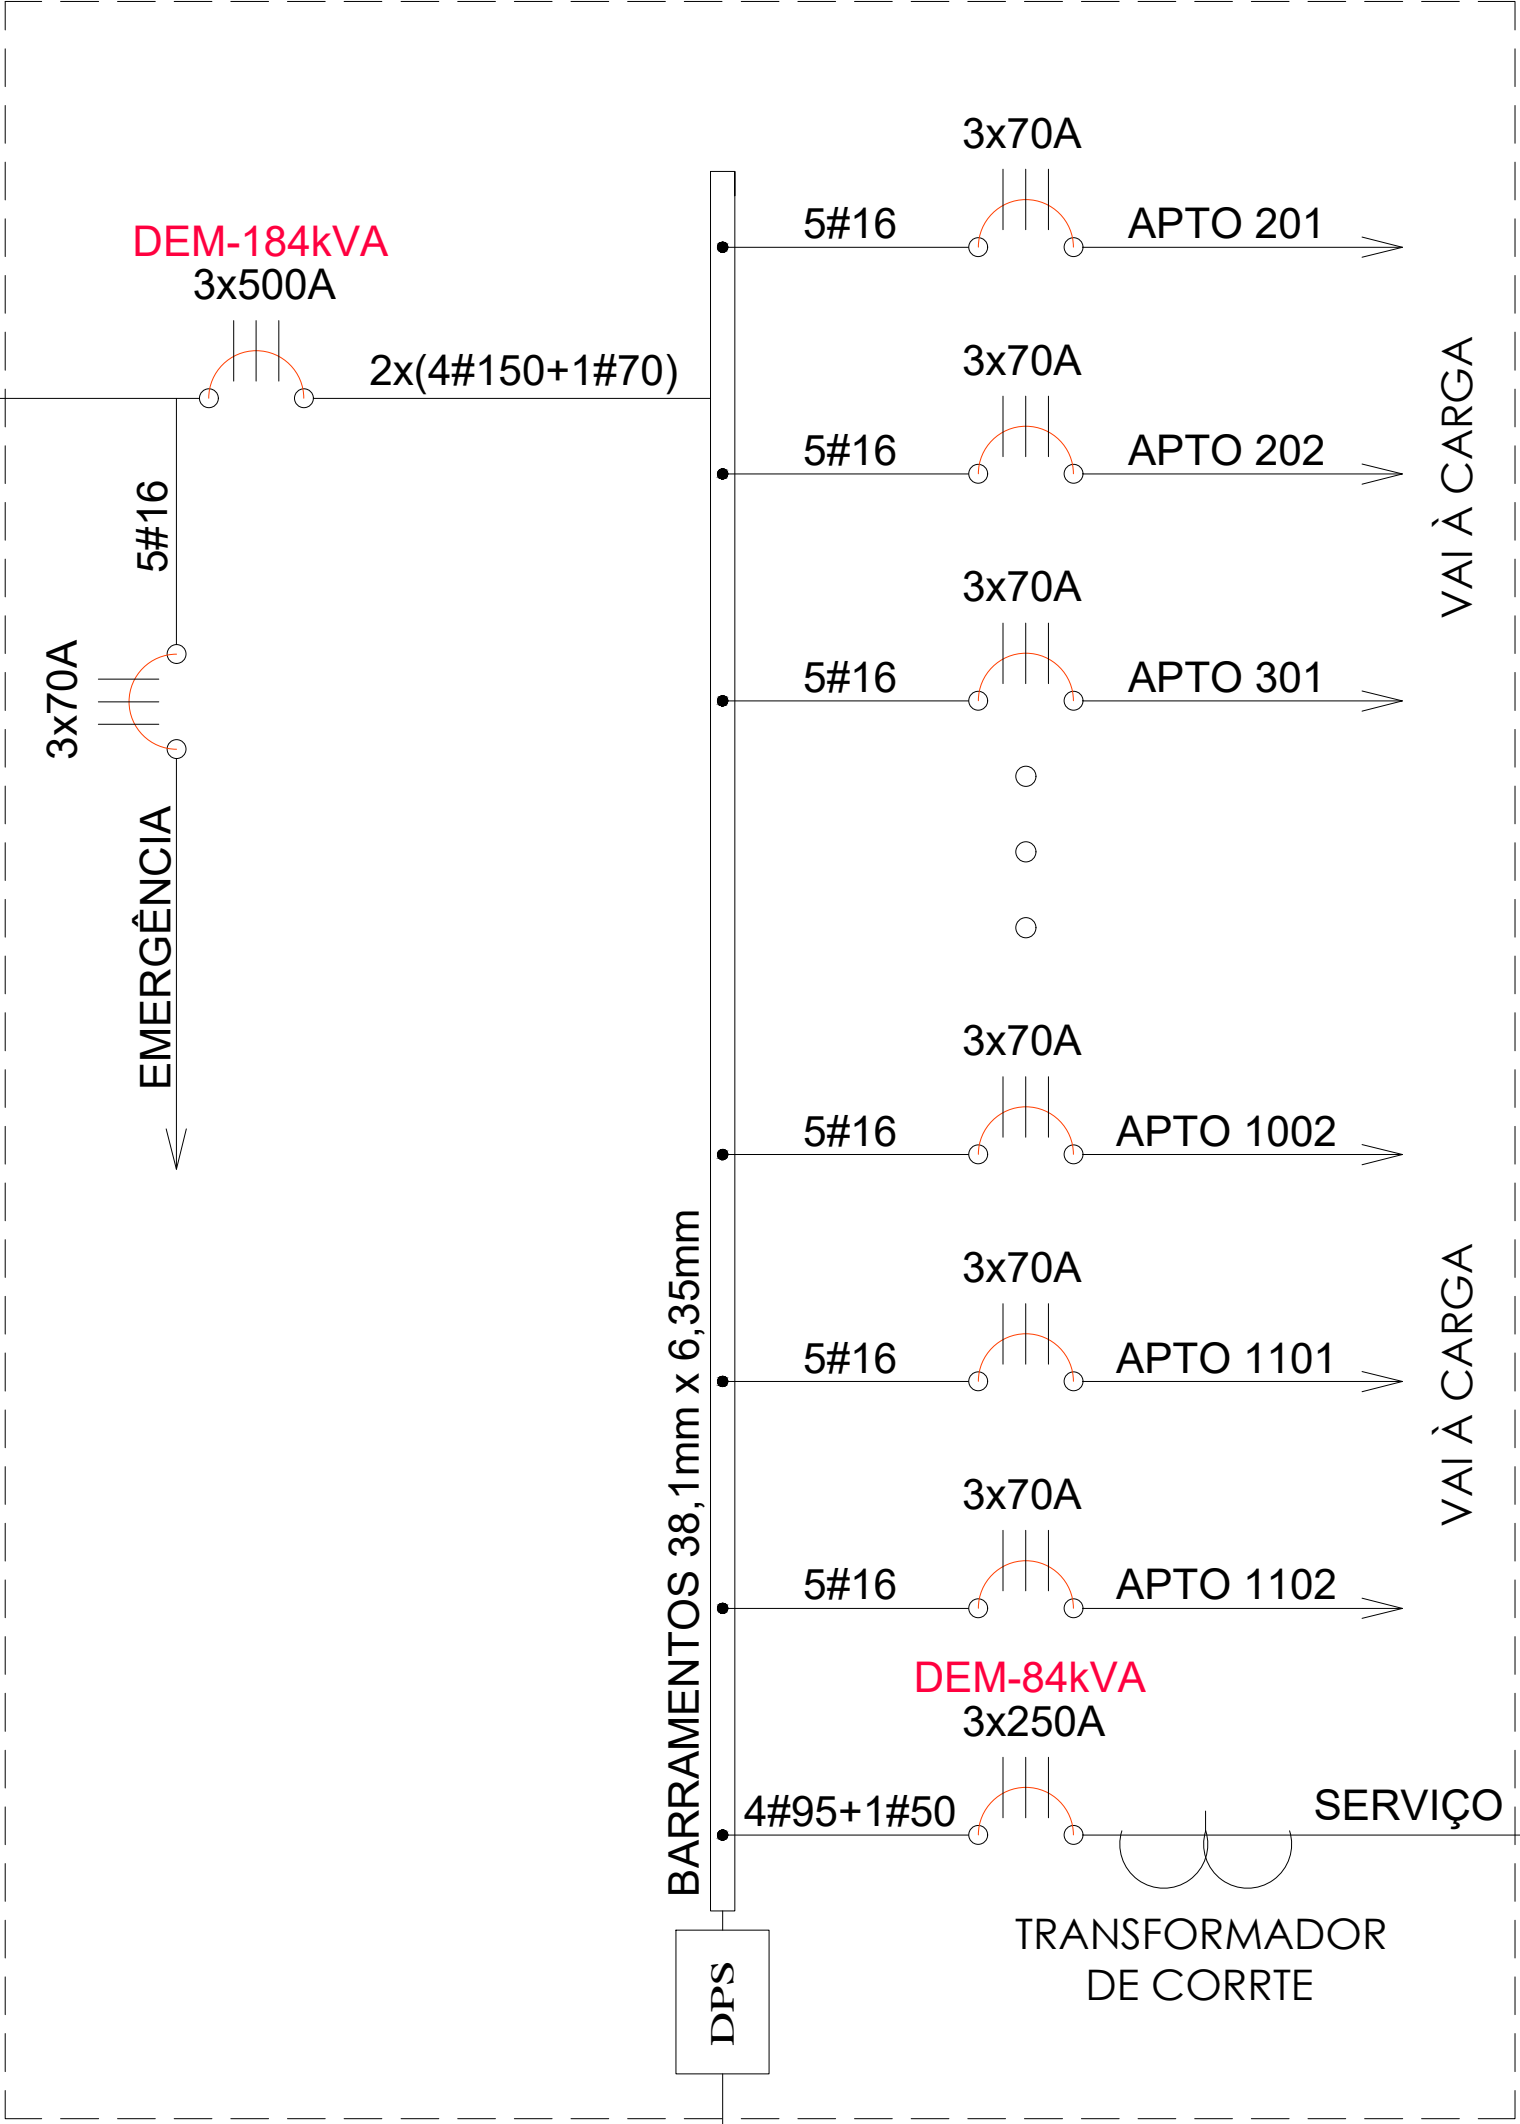 DEM-184kVA
3x500A
2x(4#150+1#70)
5#16
3x70A
EMERGÊNCIA
BARRAMENTOS 38,1mm x 6,35mm
DPS
3x70A
5#16
APTO 201
3x70A
5#16
APTO 202
3x70A
5#16
APTO 301
VAI À CARGA
3x70A
5#16
APTO 1002
3x70A
5#16
APTO 1101
3x70A
5#16
APTO 1102
VAI À CARGA
DEM-84kVA
3x250A
4#95+1#50
SERVIÇO
TRANSFORMADOR
DE CORRTE